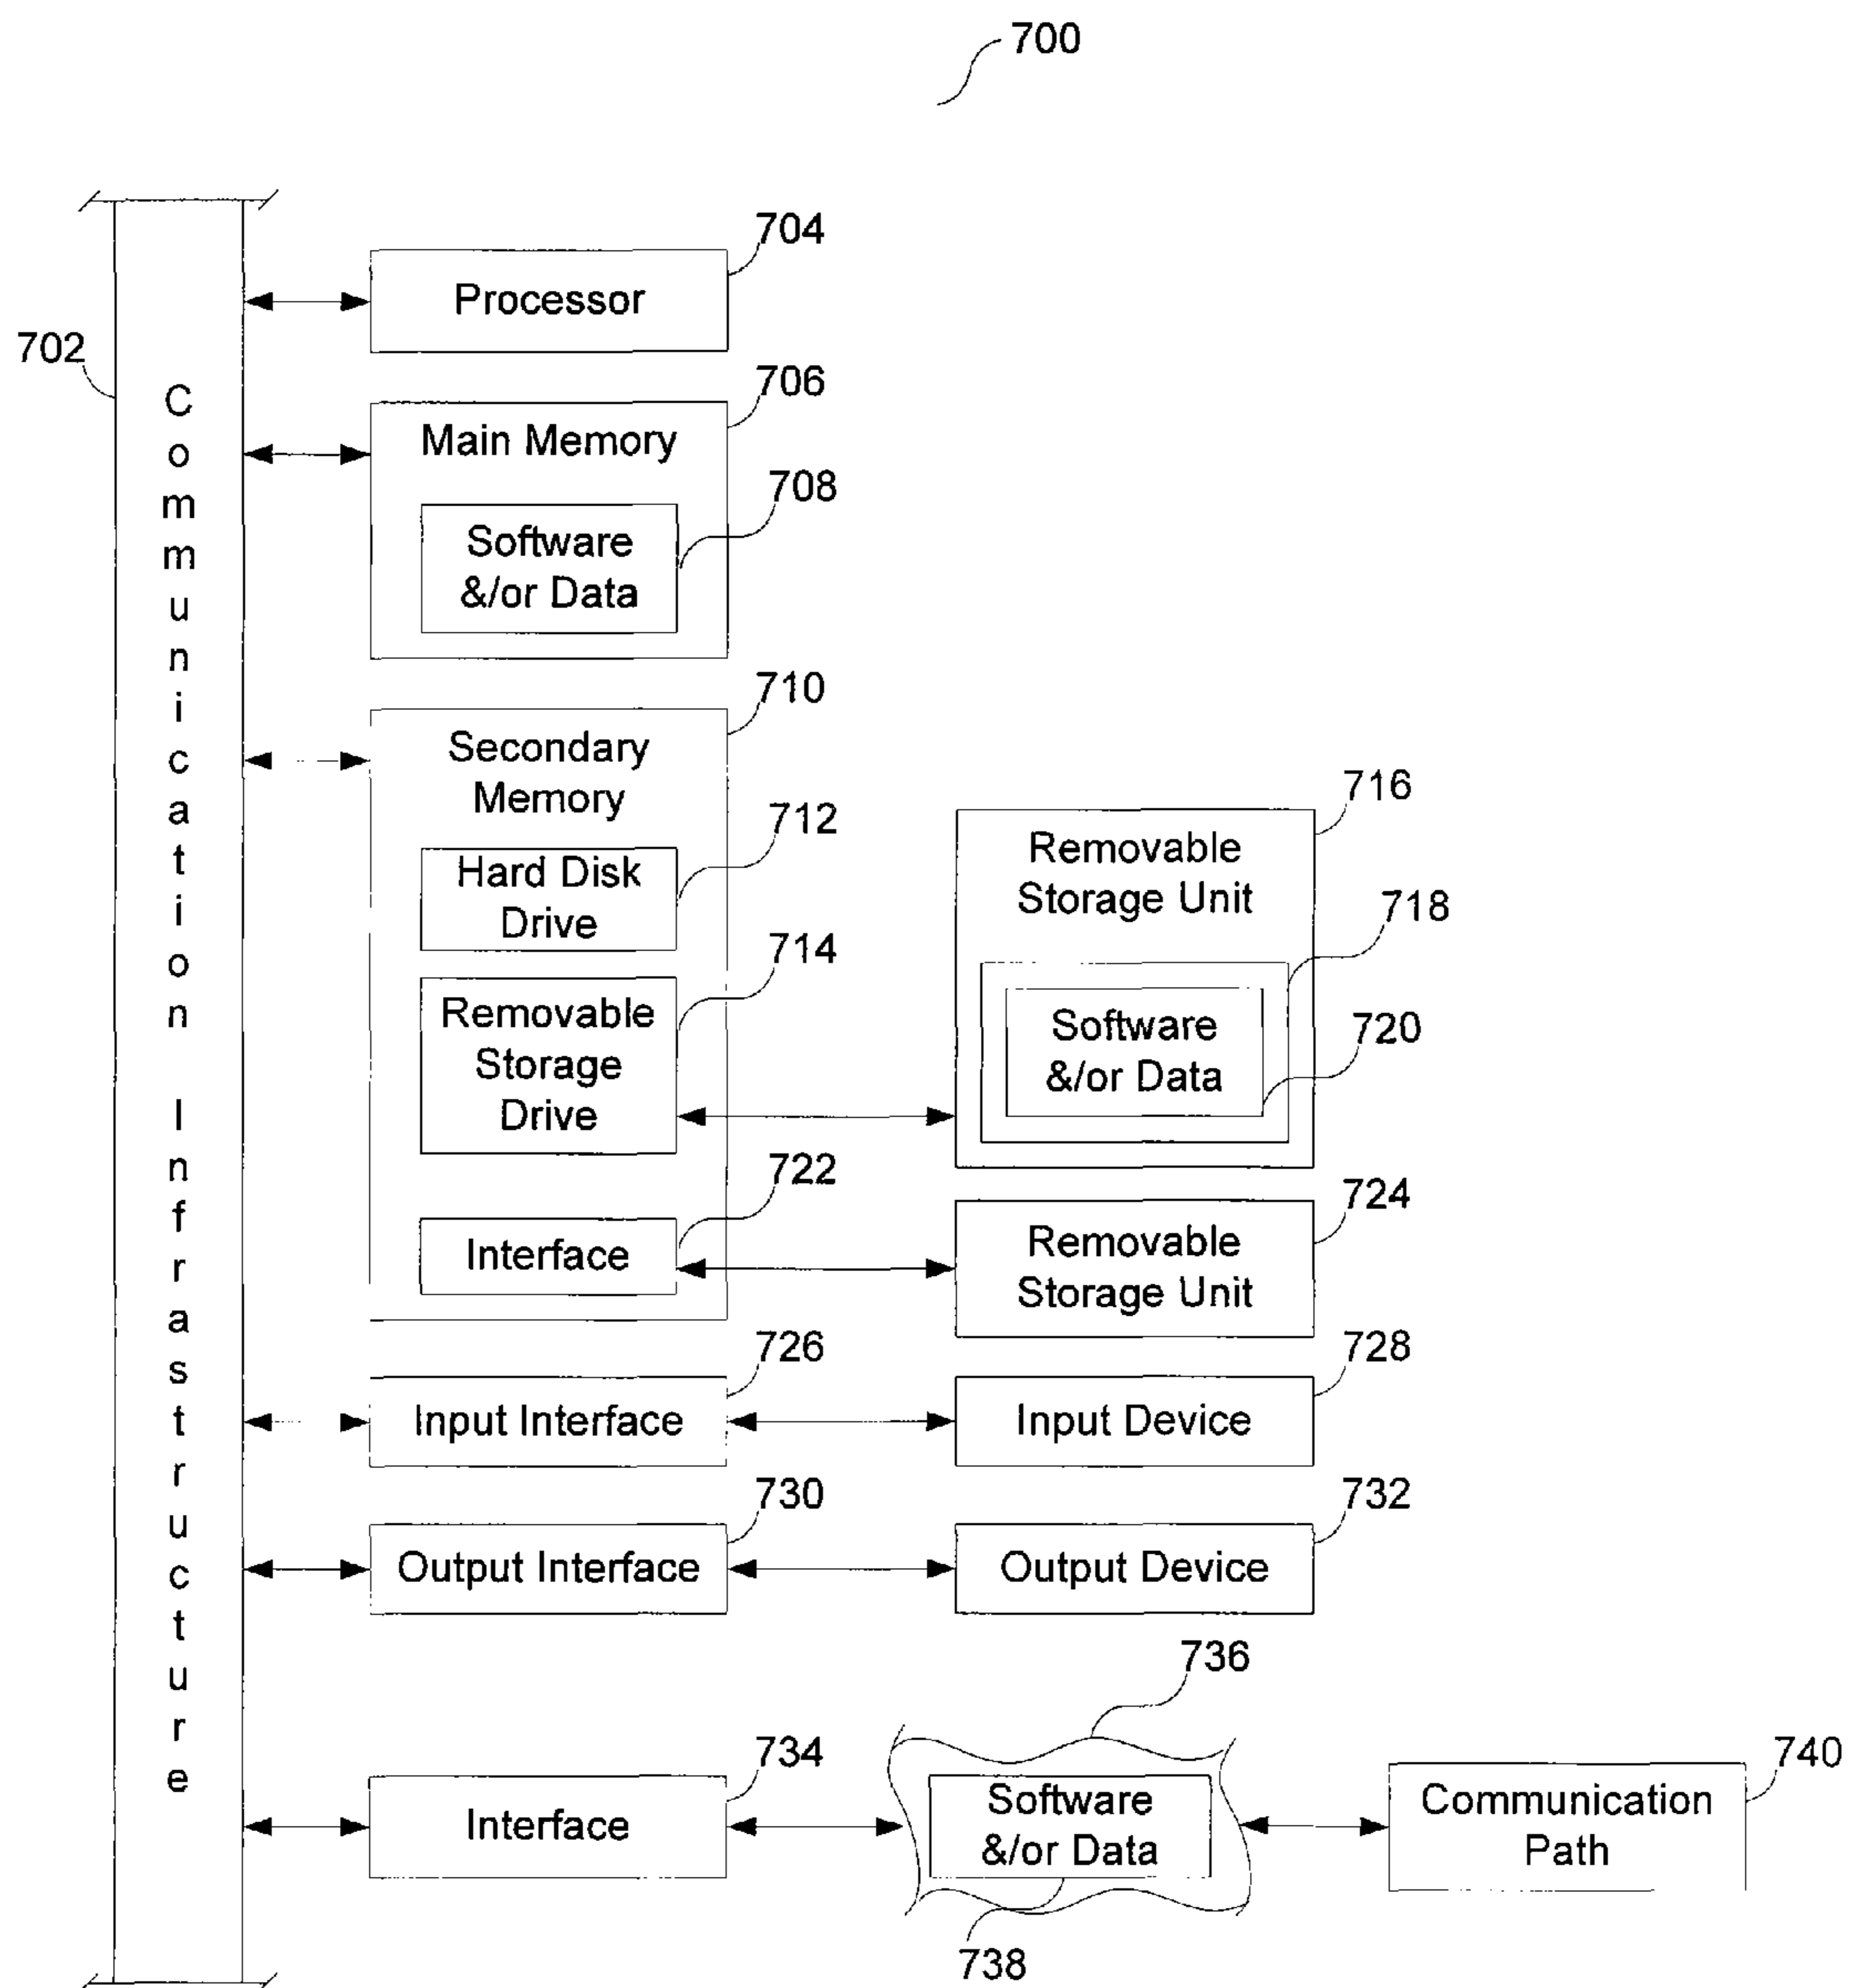 700
702
Communication Infrastructure
704
Processor
706
Main Memory
708
Software
&/or Data
710
Secondary
Memory
712
Hard Disk
Drive
714
Removable
Storage
Drive
716
Removable
Storage Unit
718
Software
&/or Data
720
722
Interface
724
Removable
Storage Unit
726
Input Interface
728
Input Device
730
Output Interface
732
Output Device
734
Interface
736
Software
&/or Data
738
740
Communication
Path